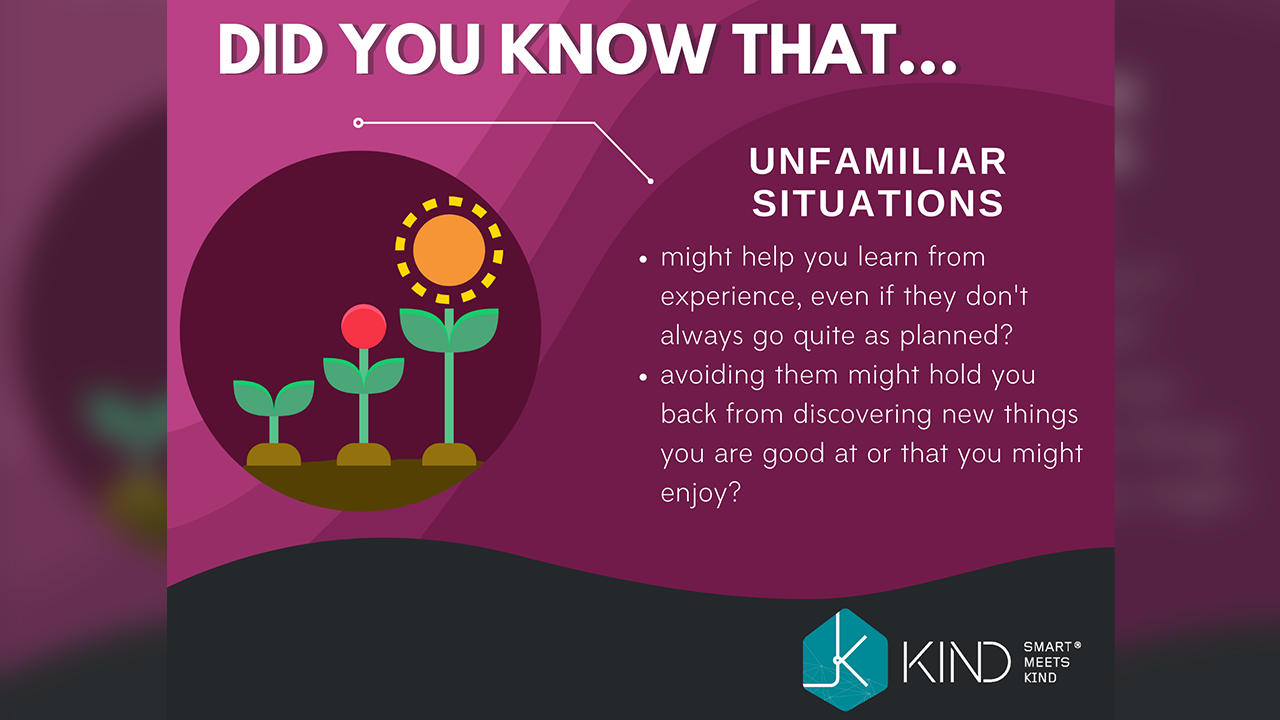 DID YOU KNOW THAT...
UNFAMILIAR
SITUATIONS
• might help you learn from
experience, even if they don't
always go quite as planned?
• avoiding them might hold you
back from discovering new things
you are good at or that you might
enjoy?
KIND
SMART®
MEETS
KIND